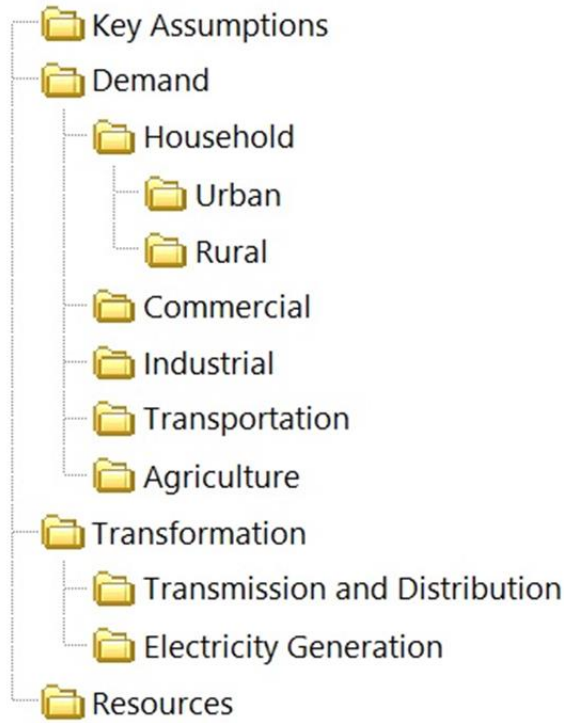 Key Assumptions
Demand
Household
Urban
Rural
Commercial
Industrial
Transportation
Agriculture
Transformation
Transmission and Distribution
Electricity Generation
Resources